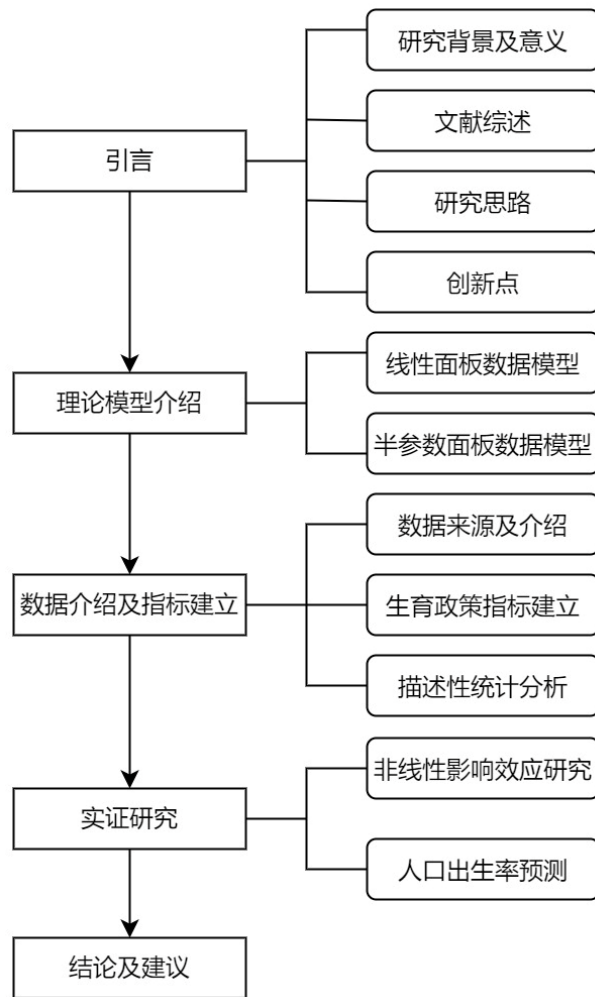 引言
研究背景及意义
文献综述
研究思路
创新点
理论模型介绍
线性面板数据模型
半参数面板数据模型
数据介绍及指标建立
数据来源及介绍
生育政策指标建立
描述性统计分析
实证研究
非线性影响效应研究
人口出生率预测
结论及建议